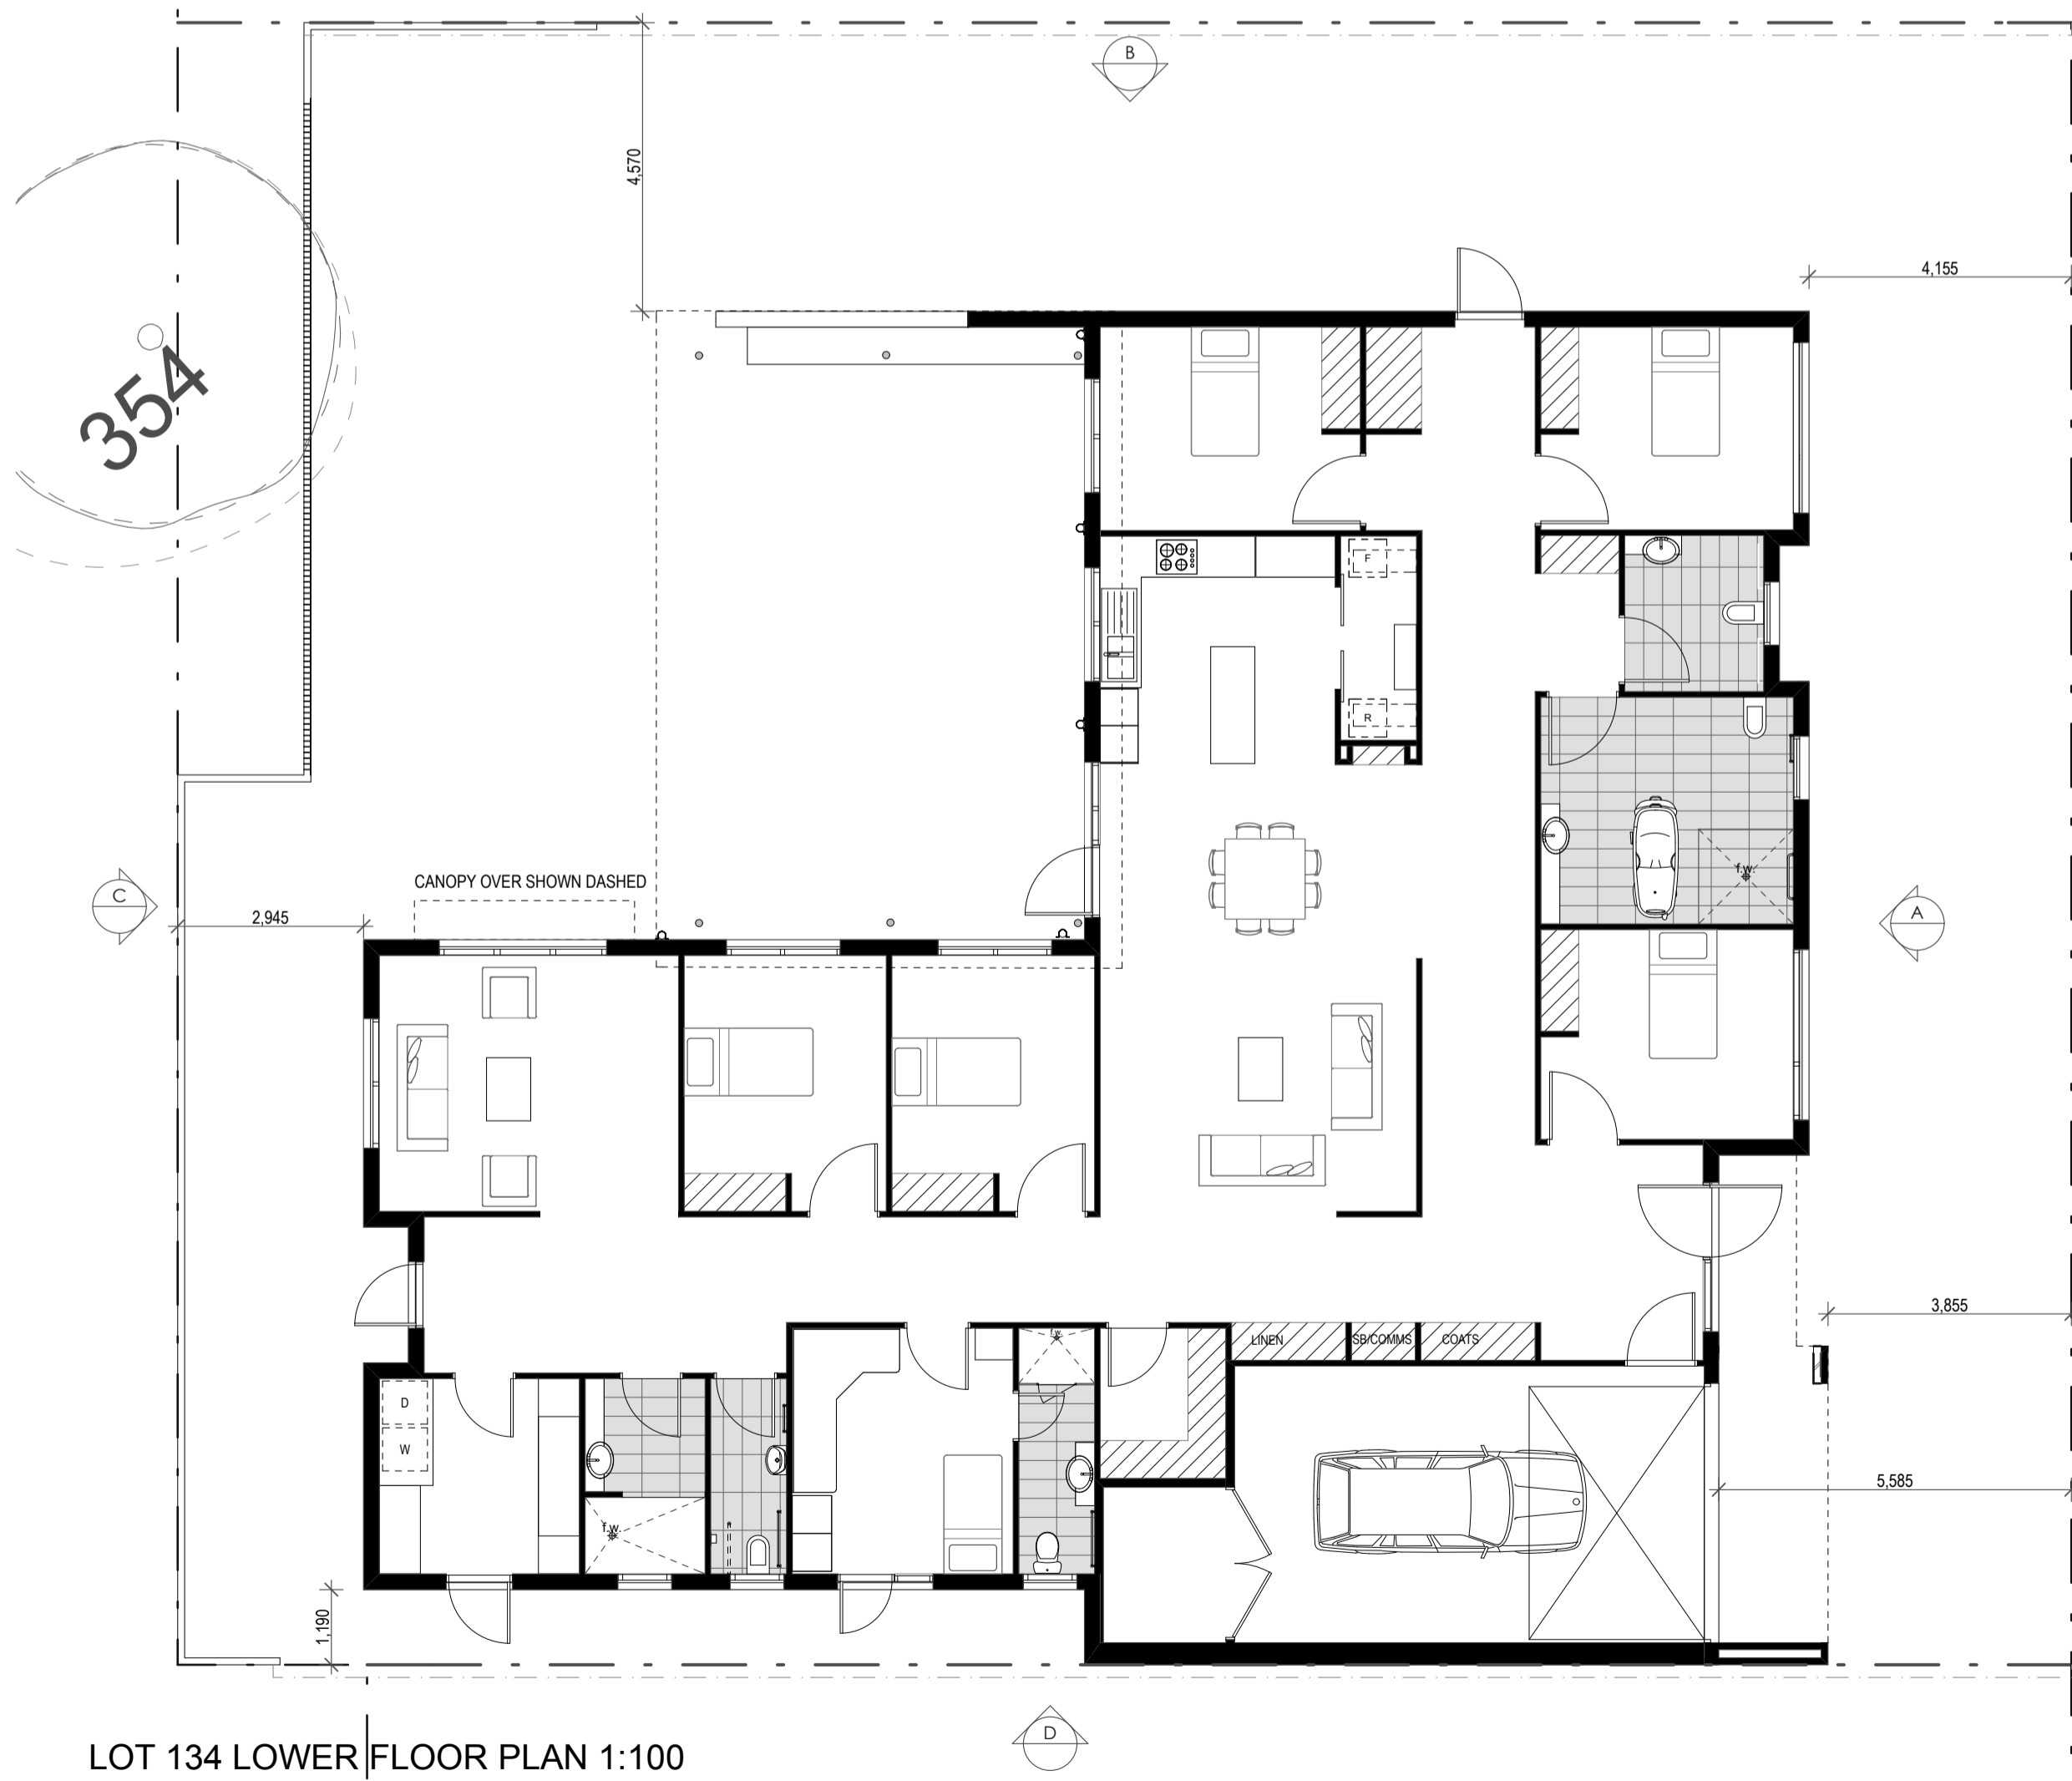 B
4,570
4,155
354
F
R
CANOPY OVER SHOWN DASHED
C
2,945
f.w.
A
3,855
f.w.
LINEN
SB/COMMS
COATS
D
W
5,585
f.w.
1,190
D
LOT 134 LOWER FLOOR PLAN 1:100